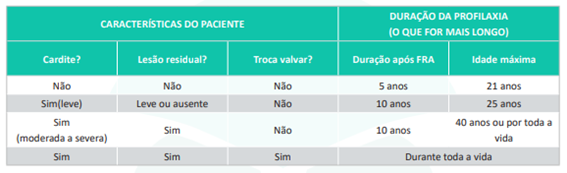 CARACTERÍSTICAS DO PACIENTE
DURAÇÃO DA PROFILAXIA
(O QUE FOR MAIS LONGO)
Cardite? Lesão residual? Troca valvar? Duração após FRA Idade máxima
Não Não Não 5 anos 21 anos
Sim(leve) Leve ou ausente Não 10 anos 25 anos
Sim
(moderada a severa) Sim Não 10 anos 40 anos ou por toda a
vida
Sim Sim Sim Durante toda a vida